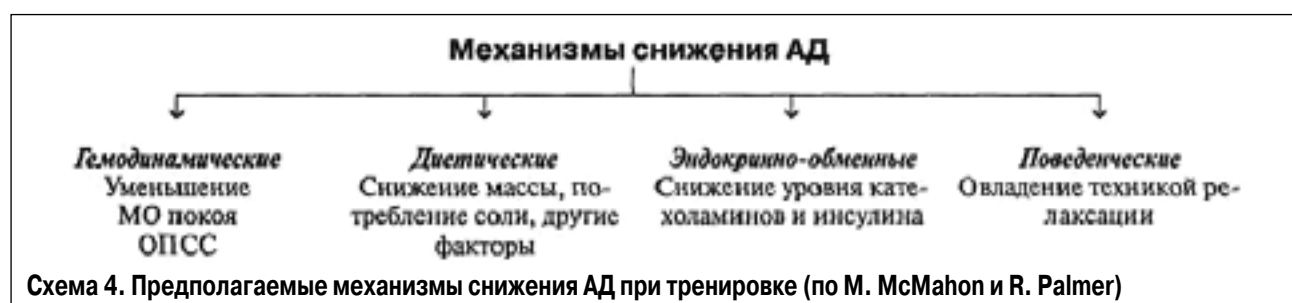 Механизмы снижения АД
Гемодинамические
Уменьшение
МО покоя
ОПСС
Диетические
Снижение массы, по-
требление соли, другие
факторы
Эндокринно-обменные
Снижение уровня кате-
холаминов и инсулина
Поведенческие
Овладение техникой ре-
лаксации
Схема 4. Предполагаемые механизмы снижения АД при тренировке (по M. McMahon и R. Palmer)